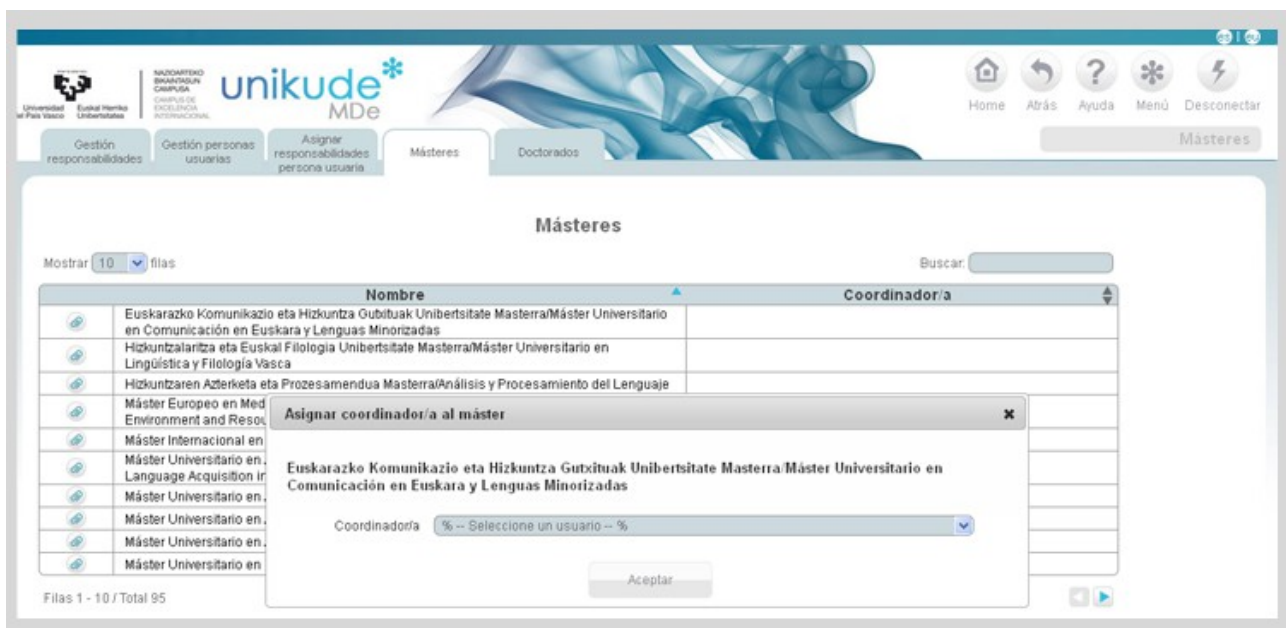 es | eu
NAZIOARTEKO
BIKAINTASUN
CAMPUSA
CAMPUS DE
EXCELENCIA
INTERNACIONAL
Universidad Euskal Herriko
del País Vasco Unibertsitatea
unikude
MDe
Home Atrás Ayuda Menú Desconectar
Másteres
Gestión
responsabilidades
Gestión personas
usuarias
Asignar
responsabilidades
persona usuaria
Másteres
Doctorados
Másteres
Mostrar 10 filas
Buscar:
Nombre Coordinador/a
Euskarazko Komunikazio eta Hizkuntza Gutxituak Unibertsitate Masterra/Máster Universitario
en Comunicación en Euskara y Lenguas Minorizadas
Hizkuntzalaritza eta Euskal Filologia Unibertsitate Masterra/Máster Universitario en
Lingüística y Filología Vasca
Hizkuntzaren Azterketa eta Prozesamendua Masterra/Análisis y Procesamiento del Lenguaje
Máster Europeo en Med
Environment and Resou
Máster Internacional en
Máster Universitario en
Language Acquisition in
Máster Universitario en
Máster Universitario en
Máster Universitario en
Máster Universitario en
Asignar coordinador/a al máster
Euskarazko Komunikazio eta Hizkuntza Gutxituak Unibertsitate Masterra/Máster Universitario en
Comunicación en Euskara y Lenguas Minorizadas
Coordinador/a % -- Seleccione un usuario -- %
Aceptar
Filas 1 - 10 / Total 95